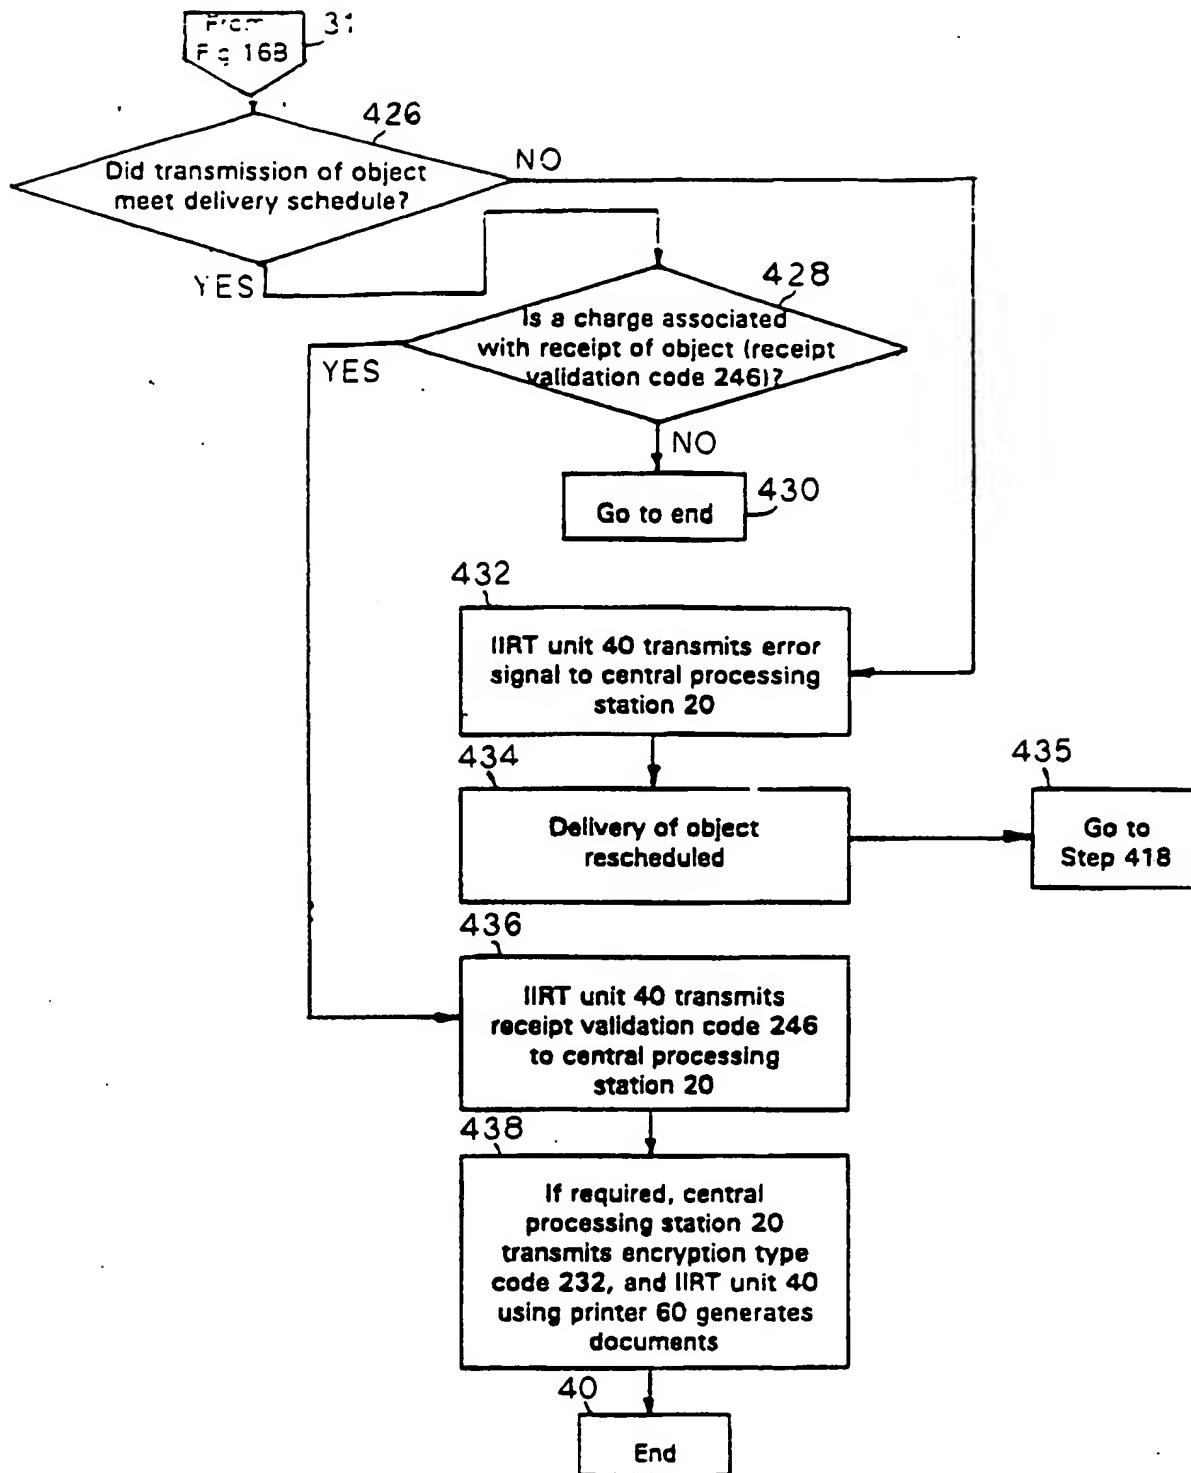 From
Fig 16B
31
426
Did transmission of object
meet delivery schedule?
NO
YES
428
Is a charge associated
with receipt of object (receipt
validation code 246)?
YES
NO
430
Go to end
432
IIRT unit 40 transmits error
signal to central processing
station 20
434
Delivery of object
rescheduled
435
Go to
Step 418
436
IIRT unit 40 transmits
receipt validation code 246
to central processing
station 20
438
If required, central
processing station 20
transmits encryption type
code 232, and IIRT unit 40
using printer 60 generates
documents
40
End